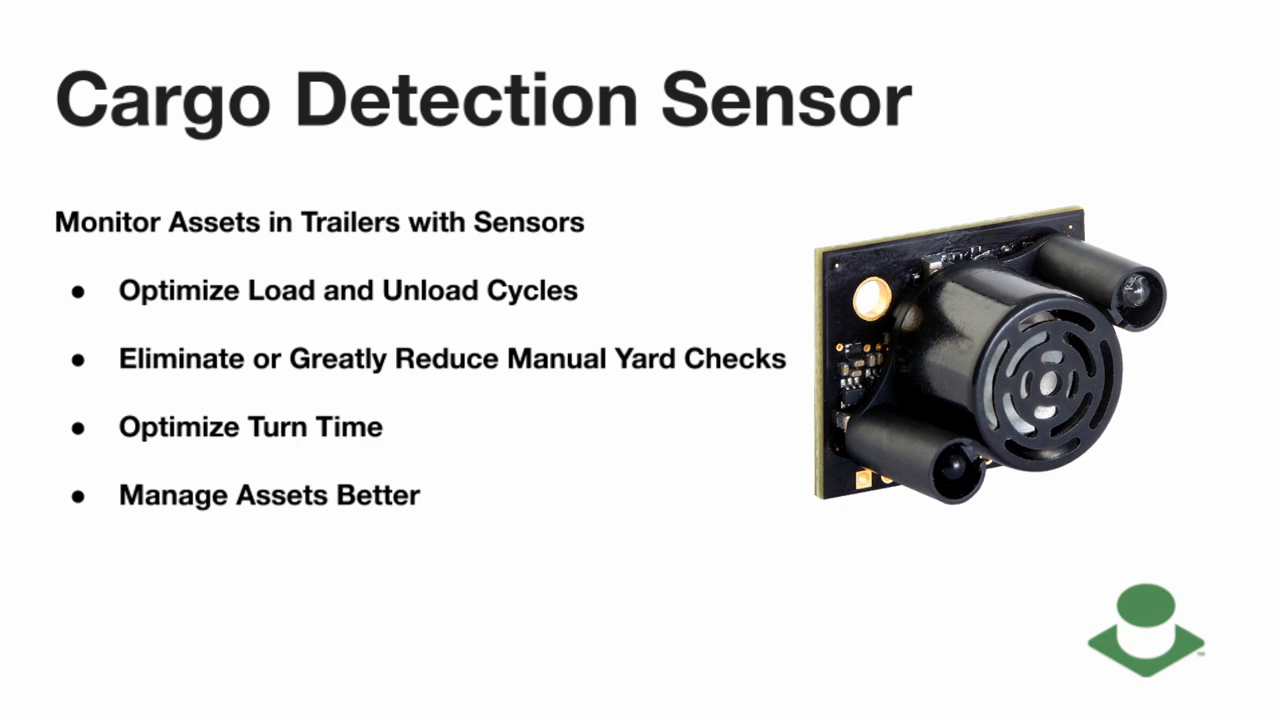 Cargo Detection Sensor
Monitor Assets in Trailers with Sensors
● Optimize Load and Unload Cycles
● Eliminate or Greatly Reduce Manual Yard Checks
● Optimize Turn Time
● Manage Assets Better